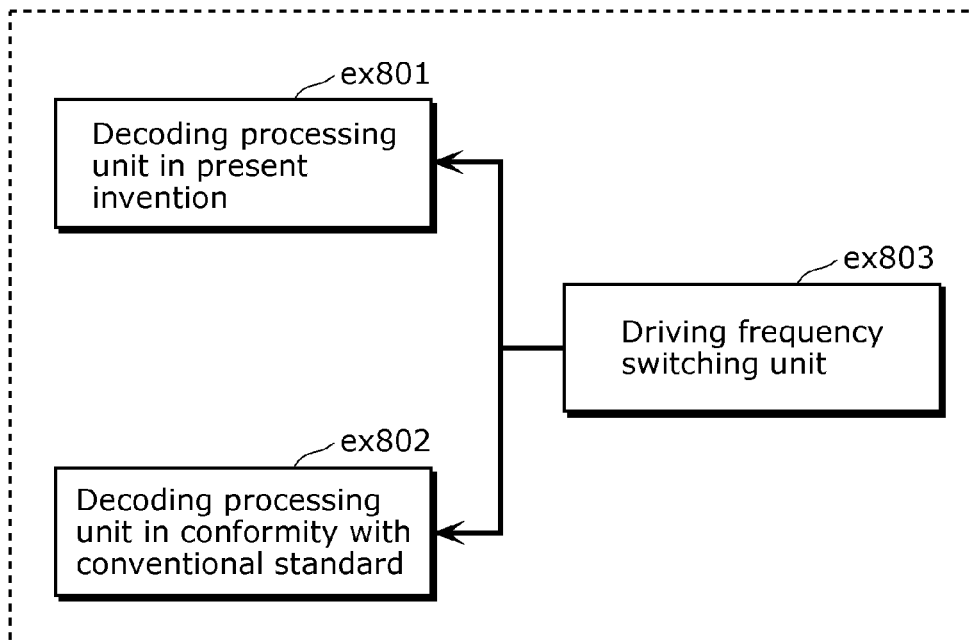 ex801
Decoding processing
unit in present
invention
ex803
Driving frequency
switching unit
ex802
Decoding processing
unit in conformity with
conventional standard